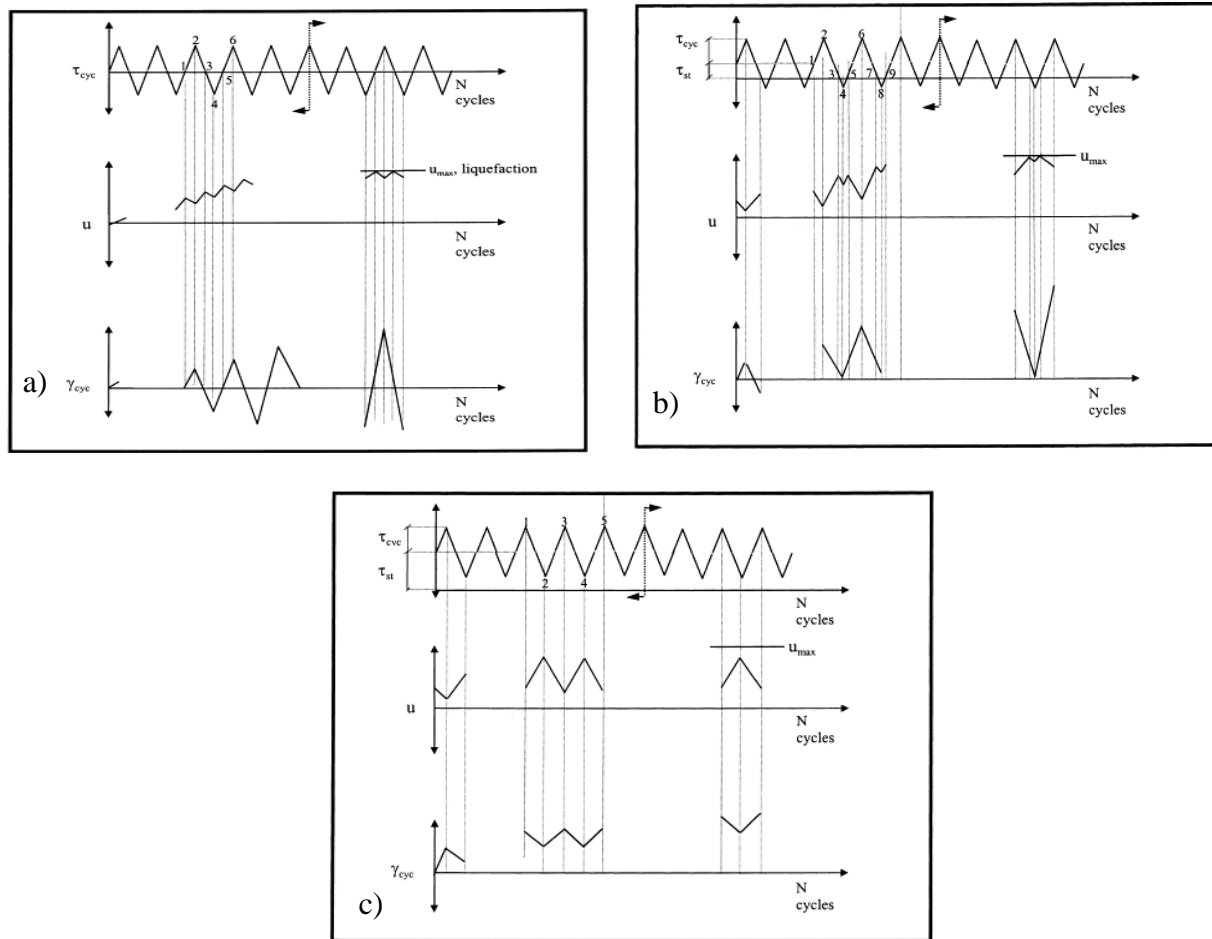 τcyc
1 2 3 4 5 6
N
cycles
u
umax, liquefaction
N
cycles
γcyc
N
cycles
a)
τcyc
τst
1 2 3 4 5 6 7 8 9
N
cycles
u
umax
N
cycles
γcyc
N
cycles
b)
τcyc
τst
1 3 5
2 4
N
cycles
u
umax
N
cycles
γcyc
N
cycles
c)